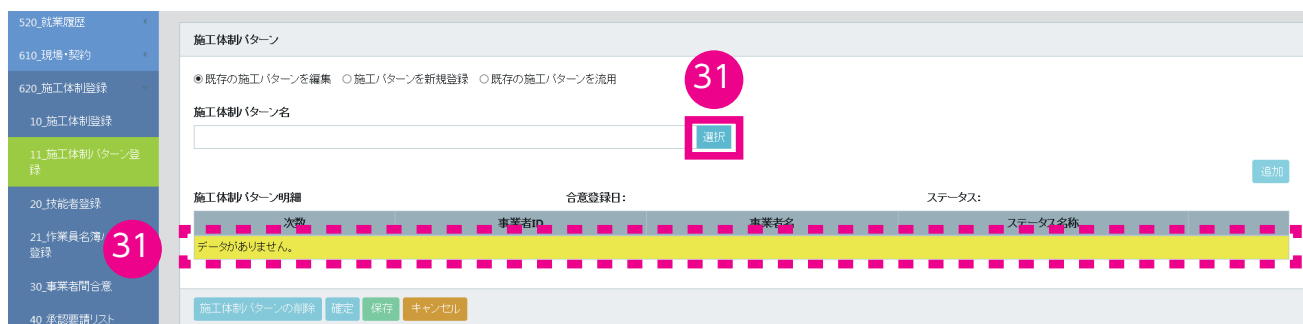 520_就業履歴
610_現場・契約
620_施工体制登録
10_施工体制登録
11_施工体制パターン登
録
20_技能者登録
21_作業員名簿
登録
31
30_事業者間合意
40_承認要請リスト
施工体制パターン
既存の施工パターンを編集 施工パターンを新規登録 既存の施工パターンを流用
31
施工体制パターン名
選択
追加
施工体制パターン明細 合意登録日: ステータス:
次数 事業者ID 事業者名 ステータス名称
データがありません。
施工体制パターンの削除 確定 保存 キャンセル